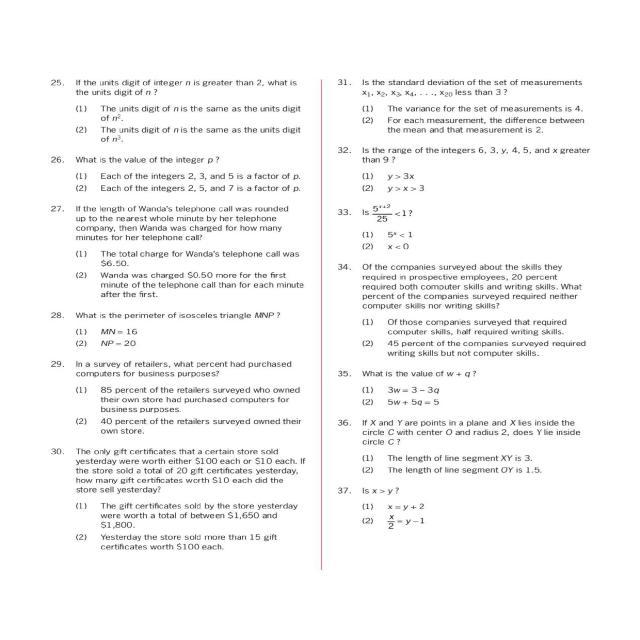 25. If the units digit of integer n is greater than 2, what is
the units digit of n ?
(1) The units digit of n is the same as the units digit
of n².
(2) The units digit of n is the same as the units digit
of n³.
26. What is the value of the integer p ?
(1) Each of the integers 2, 3, and 5 is a factor of p.
(2) Each of the integers 2, 5, and 7 is a factor of p.
27. If the length of Wanda's telephone call was rounded
up to the nearest whole minute by her telephone
company, then Wanda was charged for how many
minutes for her telephone call?
(1) The total charge for Wanda's telephone call was
$6.50.
(2) Wanda was charged $0.50 more for the first
minute of the telephone call than for each minute
after the first.
28. What is the perimeter of isosceles triangle MNP ?
(1) MN = 16
(2) NP = 20
29. In a survey of retailers, what percent had purchased
computers for business purposes?
(1) 85 percent of the retailers surveyed who owned
their own store had purchased computers for
business purposes.
(2) 40 percent of the retailers surveyed owned their
own store.
30. The only gift certificates that a certain store sold
yesterday were worth either $100 each or $10 each. If
the store sold a total of 20 gift certificates yesterday,
how many gift certificates worth $10 each did the
store sell yesterday?
(1) The gift certificates sold by the store yesterday
were worth a total of between $1,650 and
$1,800.
(2) Yesterday the store sold more than 15 gift
certificates worth $100 each.
31. Is the standard deviation of the set of measurements
x₁, x₂, x₃, x₄, . . ., x₂₀ less than 3 ?
(1) The variance for the set of measurements is 4.
(2) For each measurement, the difference between
the mean and that measurement is 2.
32. Is the range of the integers 6, 3, y, 4, 5, and x greater
than 9 ?
(1) y > 3x
(2) y > x > 3
33. Is 5ˣ⁺²/25 < 1 ?
(1) 5ˣ < 1
(2) x < 0
34. Of the companies surveyed about the skills they
required in prospective employees, 20 percent
required both computer skills and writing skills. What
percent of the companies surveyed required neither
computer skills nor writing skills?
(1) Of those companies surveyed that required
computer skills, half required writing skills.
(2) 45 percent of the companies surveyed required
writing skills but not computer skills.
35. What is the value of w + q ?
(1) 3w = 3 – 3q
(2) 5w + 5q = 5
36. If X and Y are points in a plane and X lies inside the
circle C with center O and radius 2, does Y lie inside
circle C ?
(1) The length of line segment XY is 3.
(2) The length of line segment OY is 1.5.
37. Is x > y ?
(1) x = y + 2
(2) x/2 = y – 1